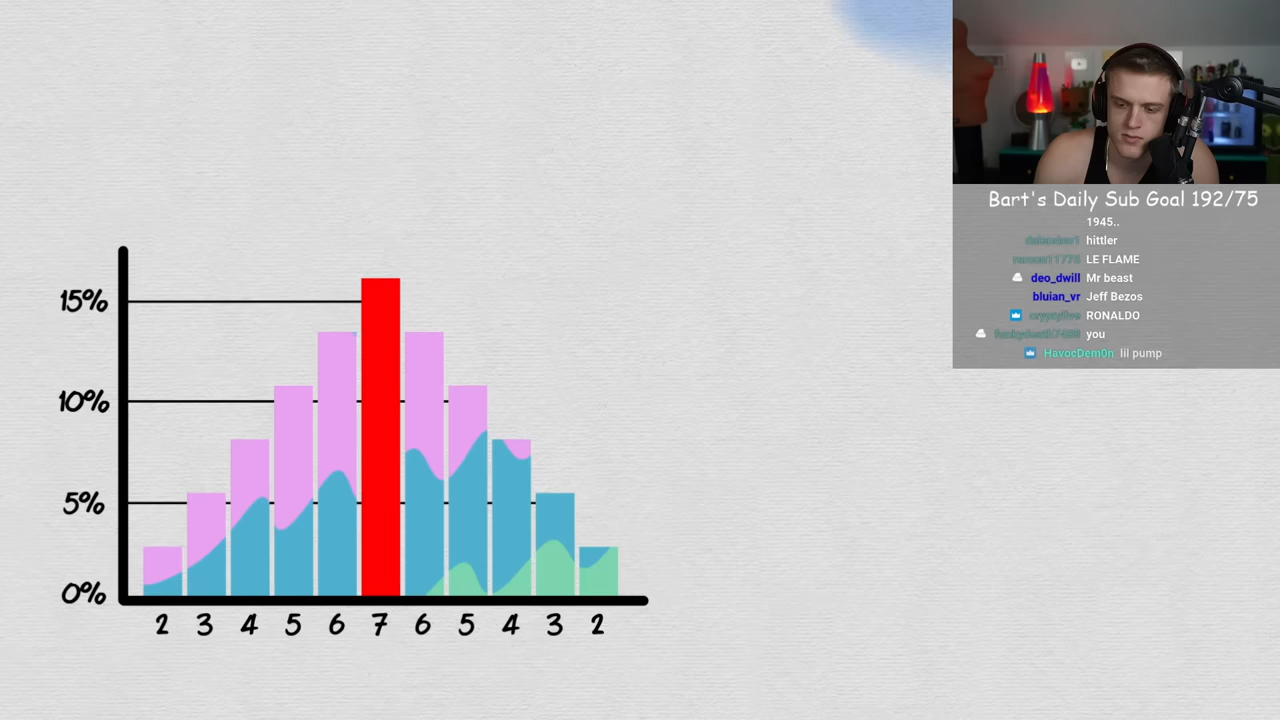 15%
10%
5%
0%
2 3 4 5 6 7 6 5 4 3 2
Bart's Daily Sub Goal 192/75
1945..
hittler
LE FLAME
deo_dwill Mr beast
bluian_vr Jeff Bezos
RONALDO
you
HavocDem0n lil pump